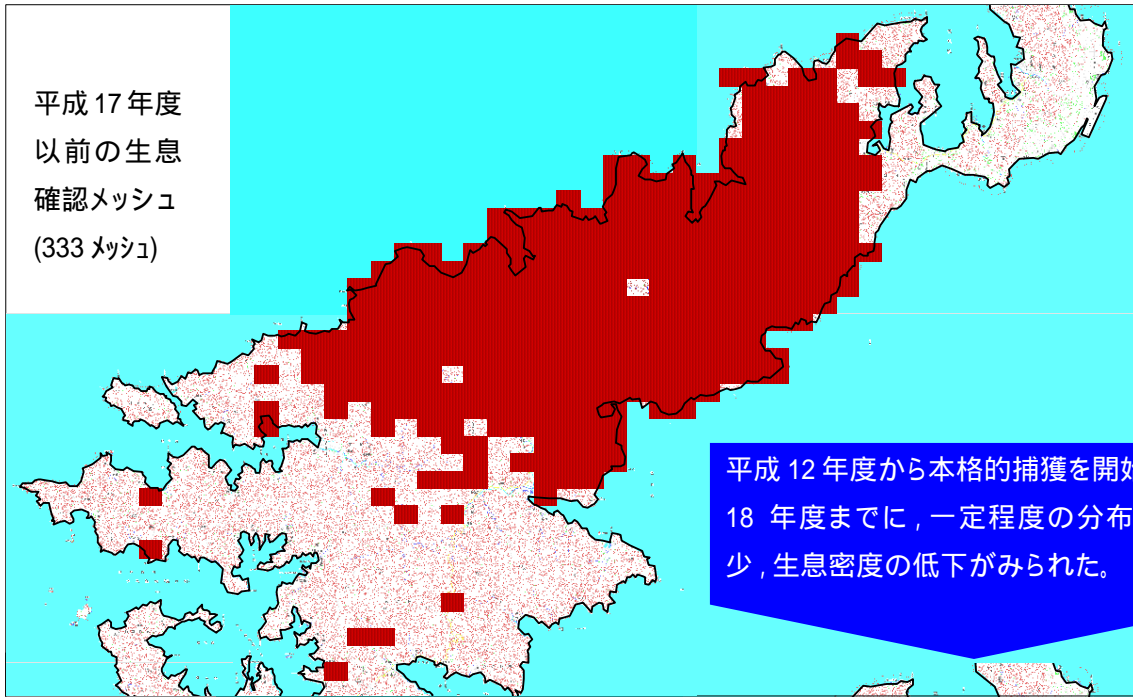 平成 17 年度
以前の生息
確認メッシュ
(333 メッシュ)
平成 12 年度から本格的捕獲を開始
18 年度までに , 一定程度の分布
少 , 生息密度の低下がみられた。